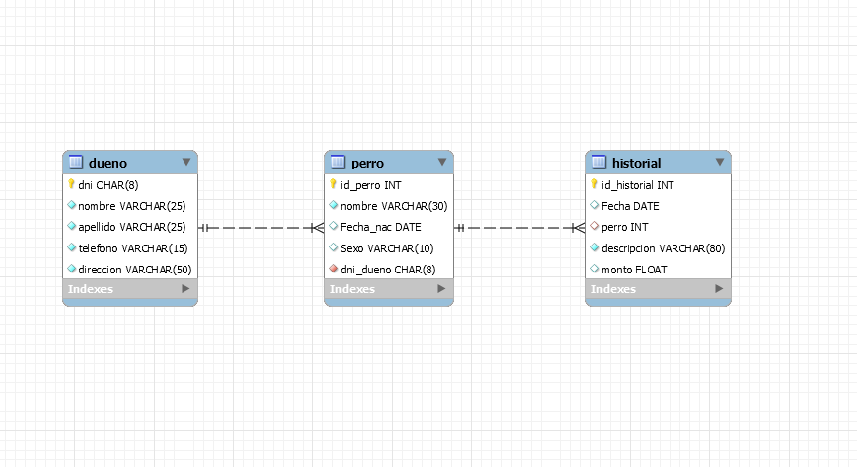 dueno
dni CHAR(8)
nombre VARCHAR(25)
apellido VARCHAR(25)
telefono VARCHAR(15)
direccion VARCHAR(50)
Indexes
perro
id_perro INT
nombre VARCHAR(30)
Fecha_nac DATE
Sexo VARCHAR(10)
dni_dueno CHAR(8)
Indexes
historial
id_historial INT
Fecha DATE
perro INT
descripcion VARCHAR(80)
monto FLOAT
Indexes